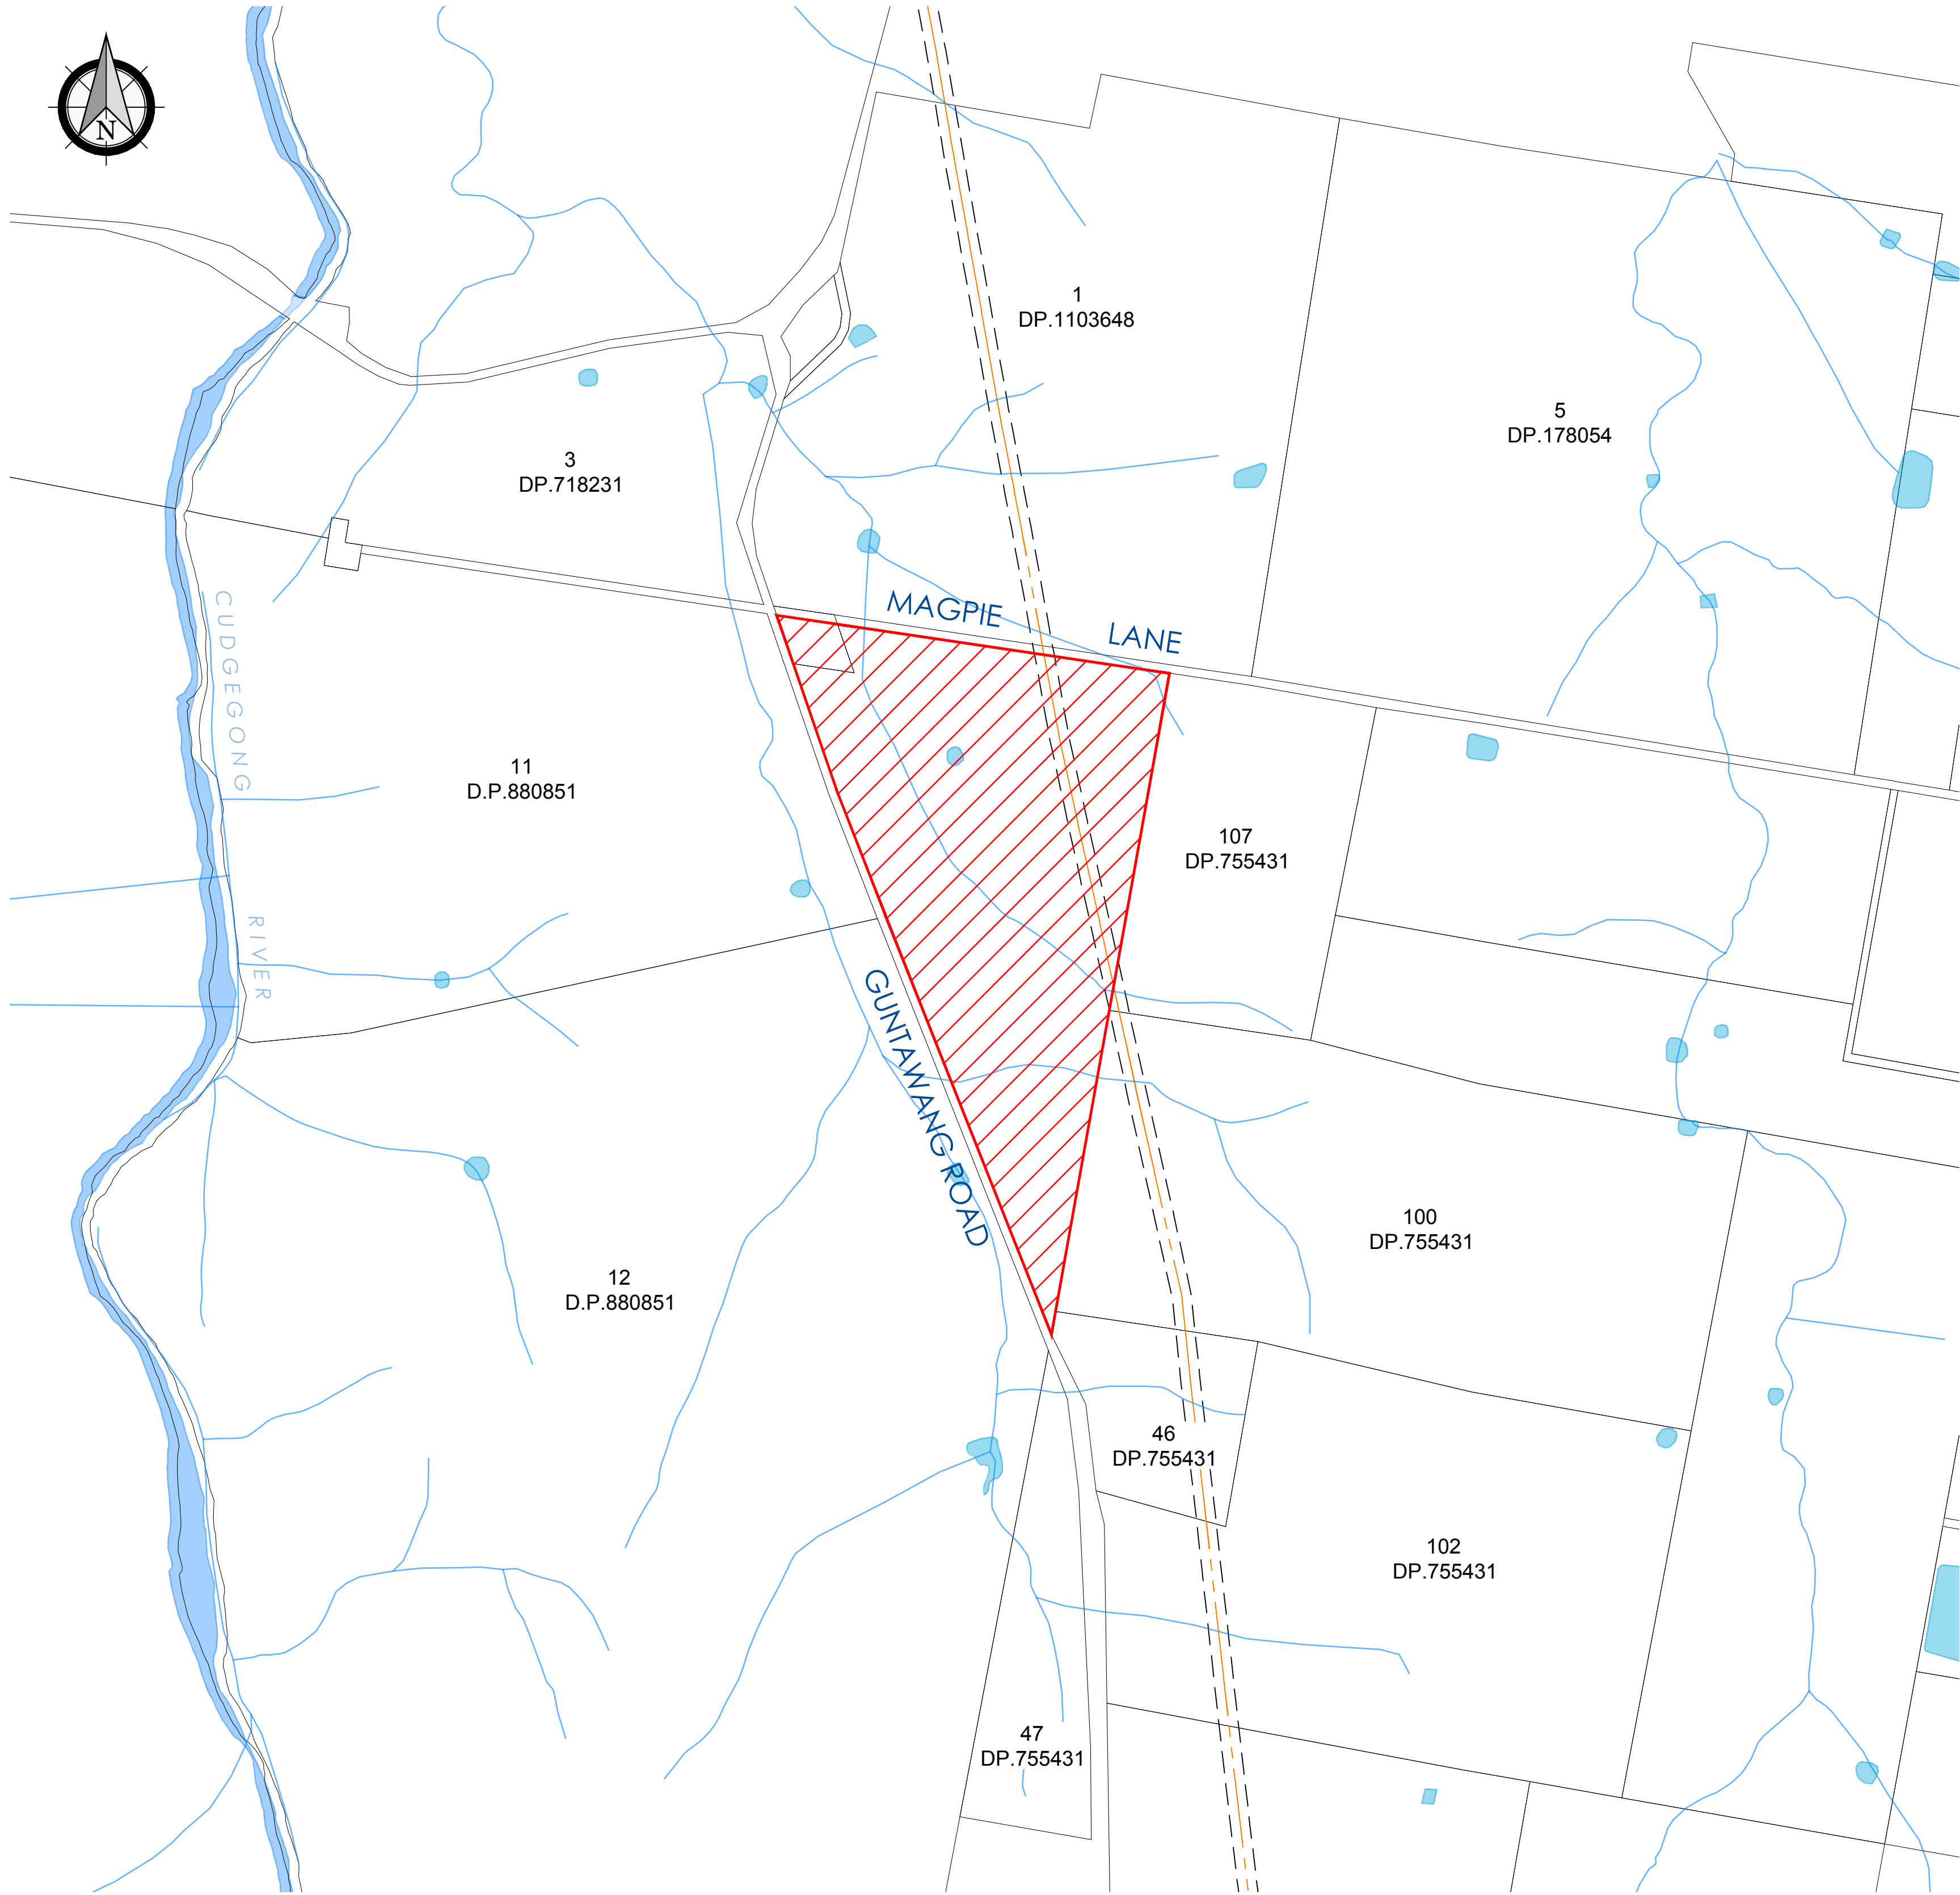 N
1
DP.1103648
5
DP.178054
3
DP.718231
MAGPIE LANE
CUDGEGONG
RIVER
11
D.P.880851
107
DP.755431
GUNTAWANG ROAD
100
DP.755431
12
D.P.880851
46
DP.755431
102
DP.755431
47
DP.755431